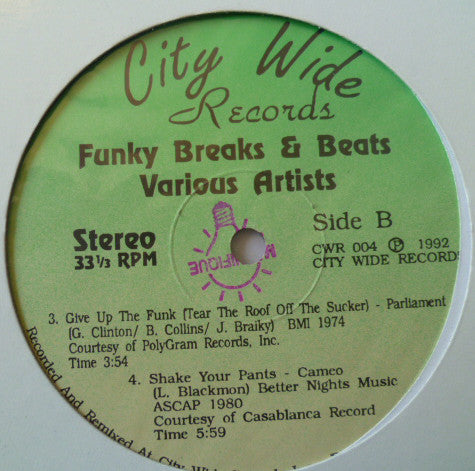 City Wide
Records
Funky Breaks & Beats
Various Artists
Stereo
33 1/3 RPM
Side B
CWR 004 ℗ 1992
CITY WIDE RECORDS
3. Give Up The Funk (Tear The Roof Off The Sucker) - Parliament
(G. Clinton/ B. Collins/ J. Braiky) BMI 1974
Courtesy of PolyGram Records, Inc.
Time 3:54
4. Shake Your Pants - Cameo
(L. Blackmon) Better Nights Music
ASCAP 1980
Courtesy of Casablanca Record
Time 5:59
Recorded And Remixed At City Wide